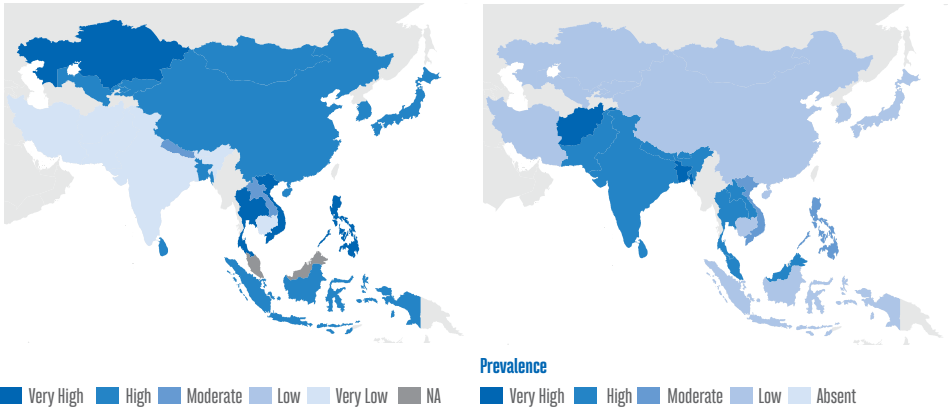 Prevalence
Very High High Moderate Low Very Low NA
Very High High Moderate Low Absent